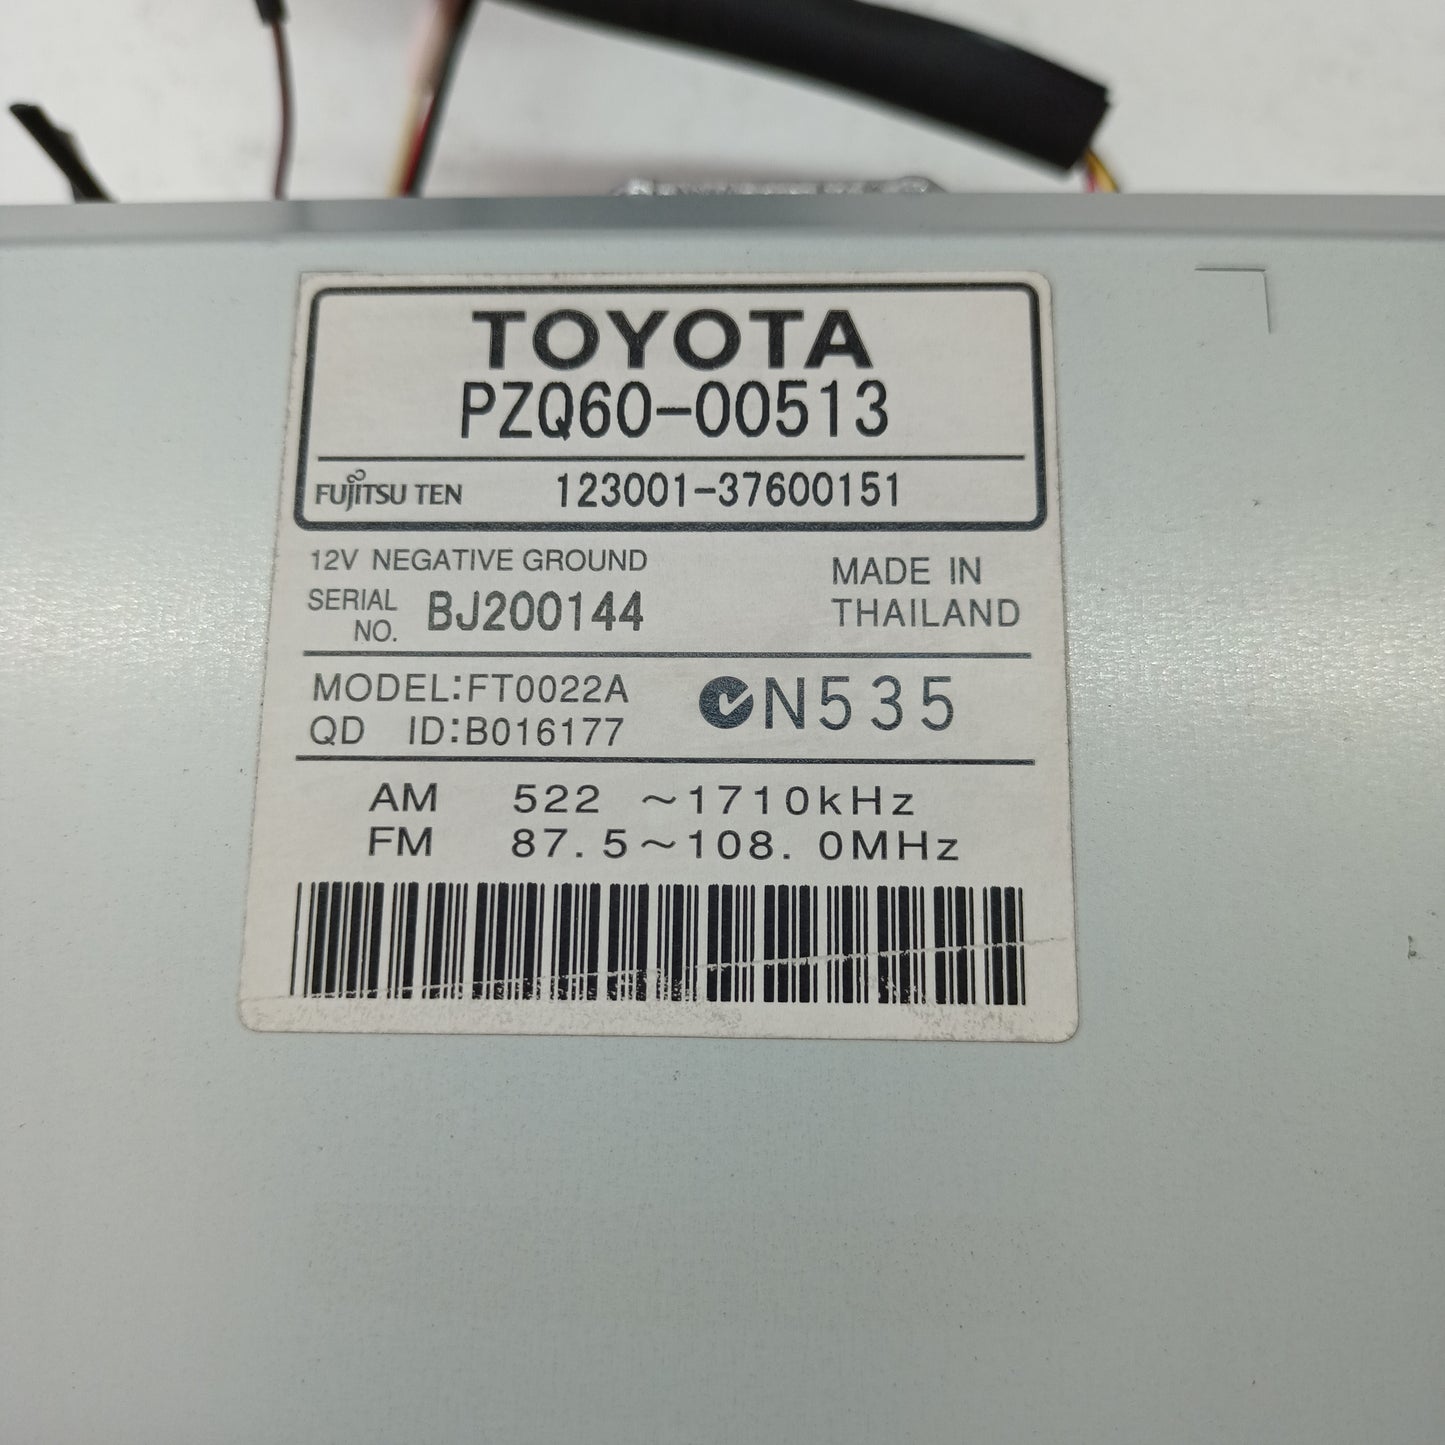 TOYOTA
PZQ60-00513
FUJITSU TEN 123001-37600151
12V NEGATIVE GROUND
SERIAL NO. BJ200144
MADE IN
THAILAND
MODEL:FT0022A
QD ID:B016177
N535
AM 522 ~1710kHz
FM 87.5~108.0MHz